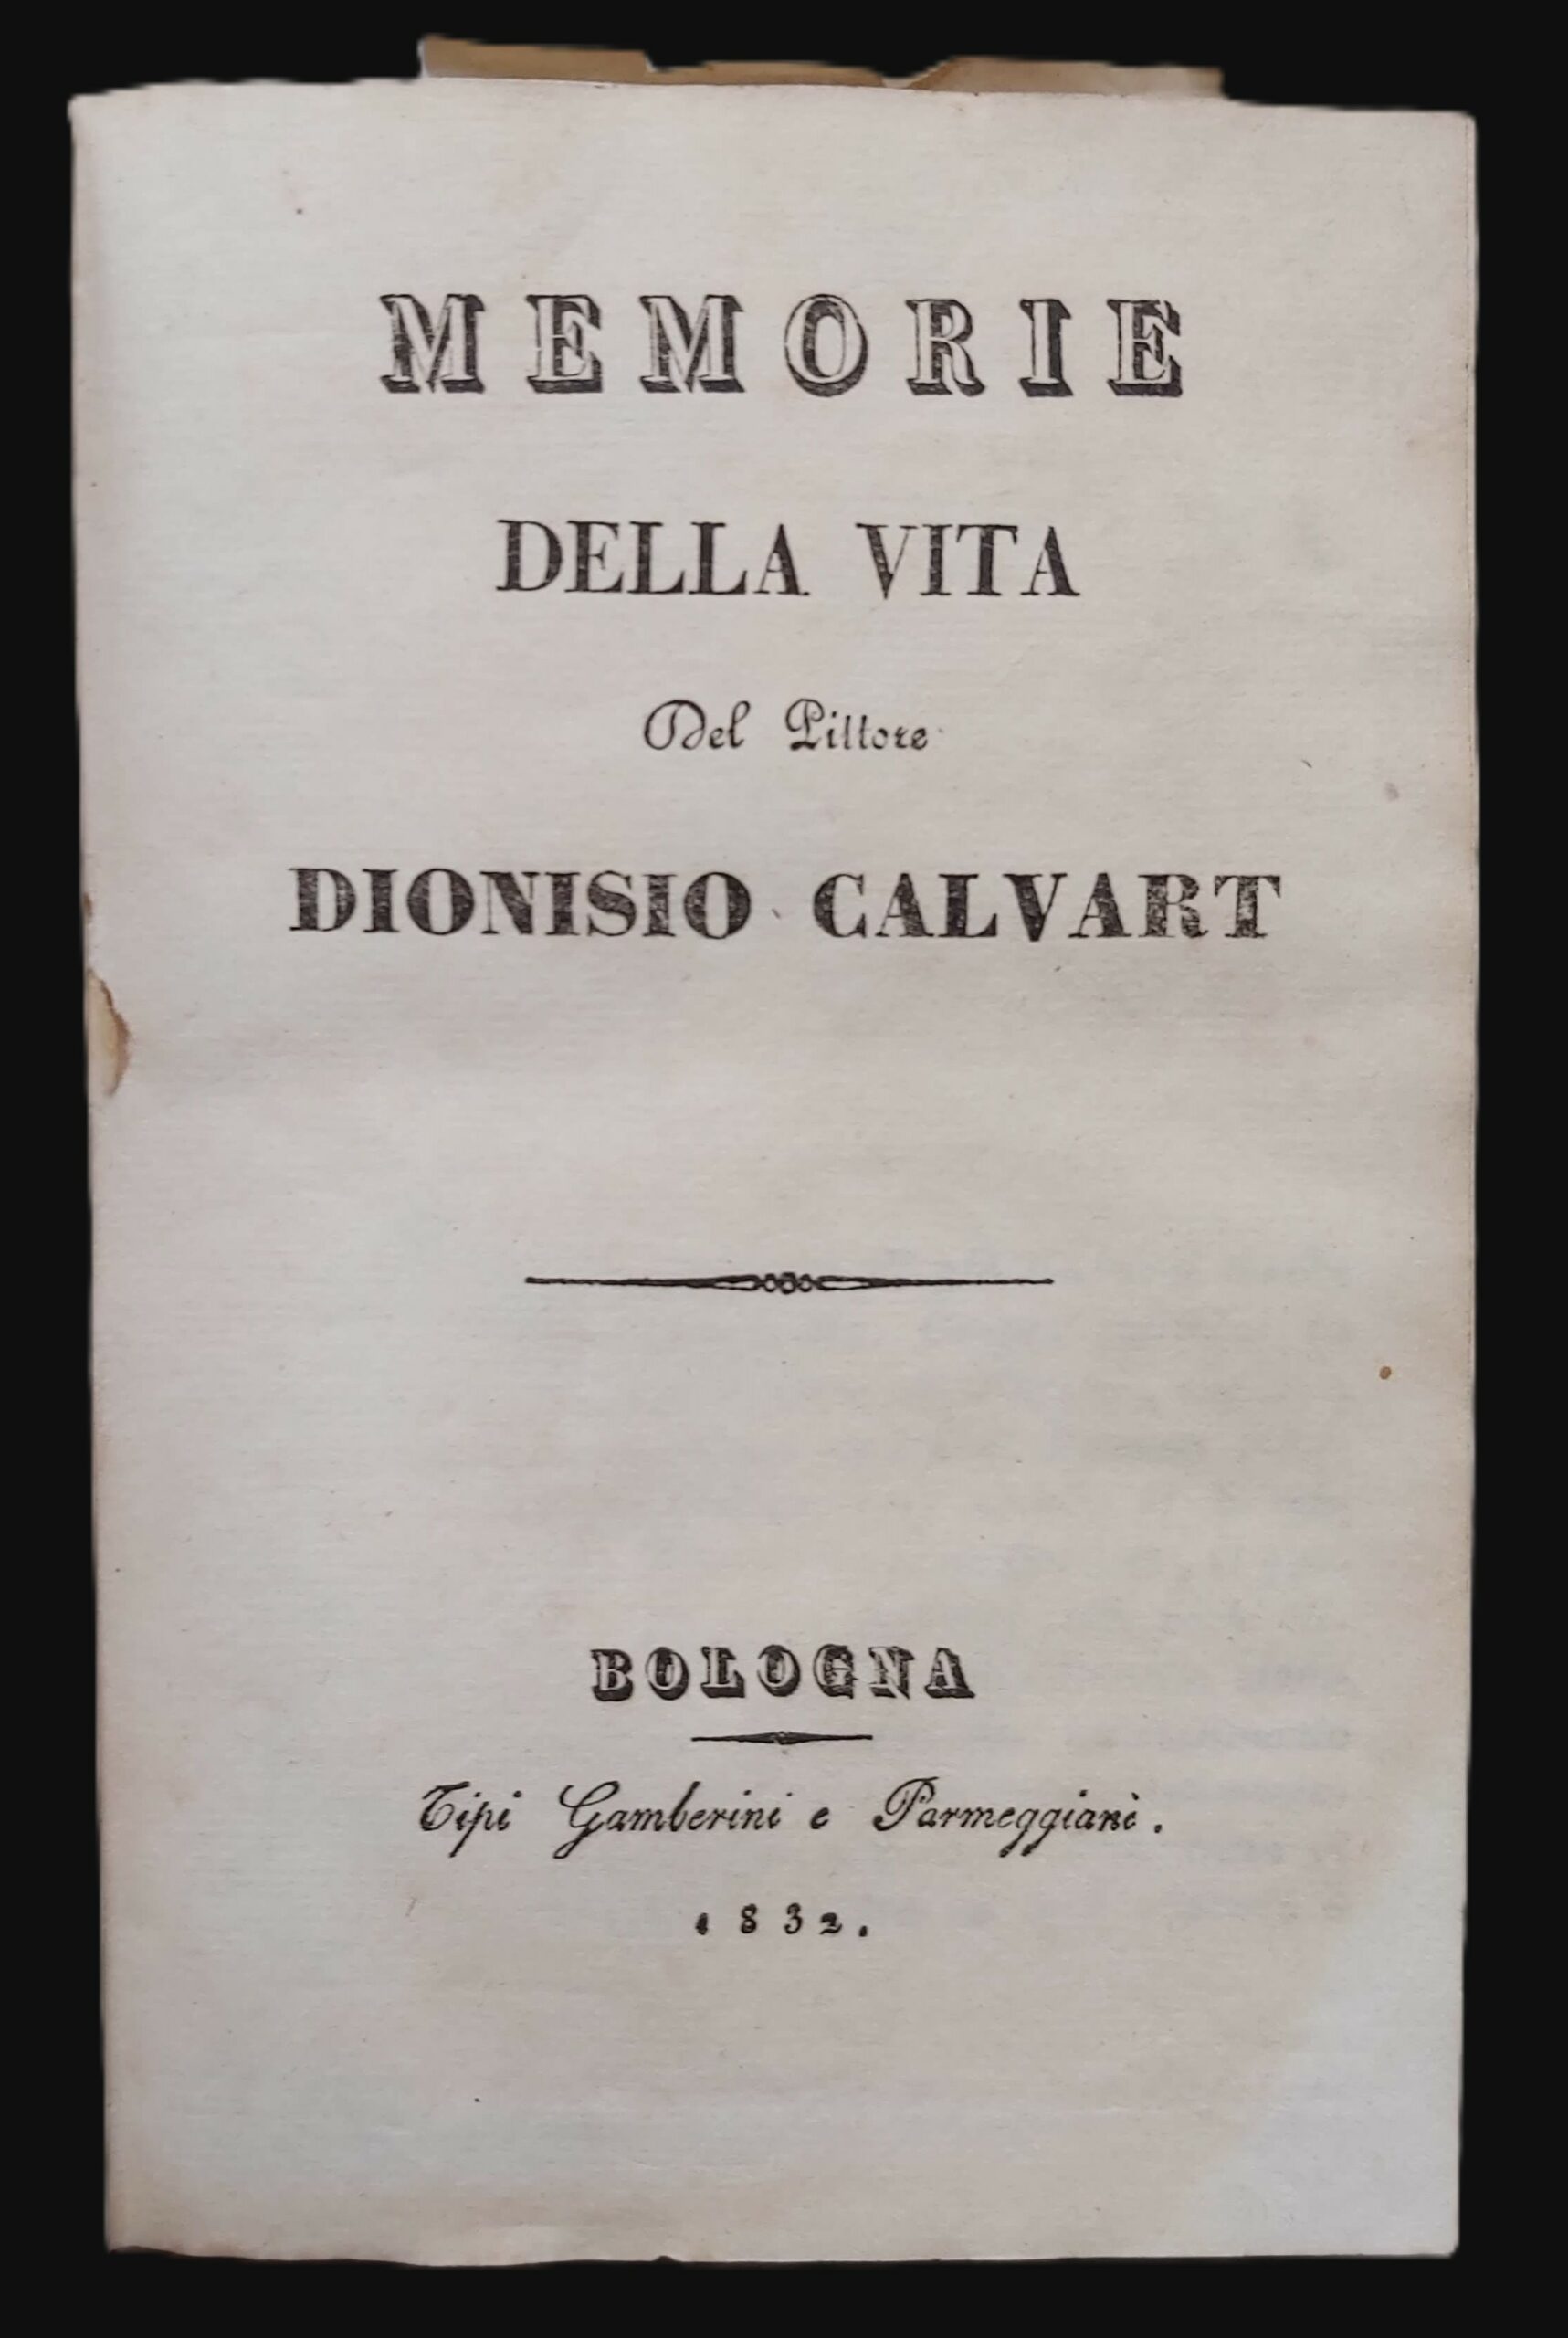 MEMORIE
DELLA VITA
Del Pittore
DIONISIO CALVART
BOLOGNA
Tipi Gamberini e Parmeggiani.
1832.